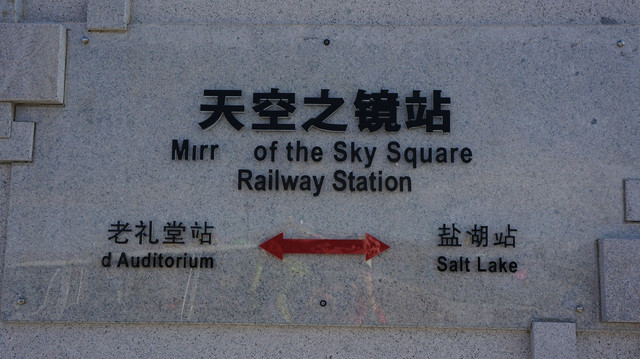 天空之镜站
Mirr of the Sky Square
Railway Station
老礼堂站
盐湖站
d Auditorium
Salt Lake